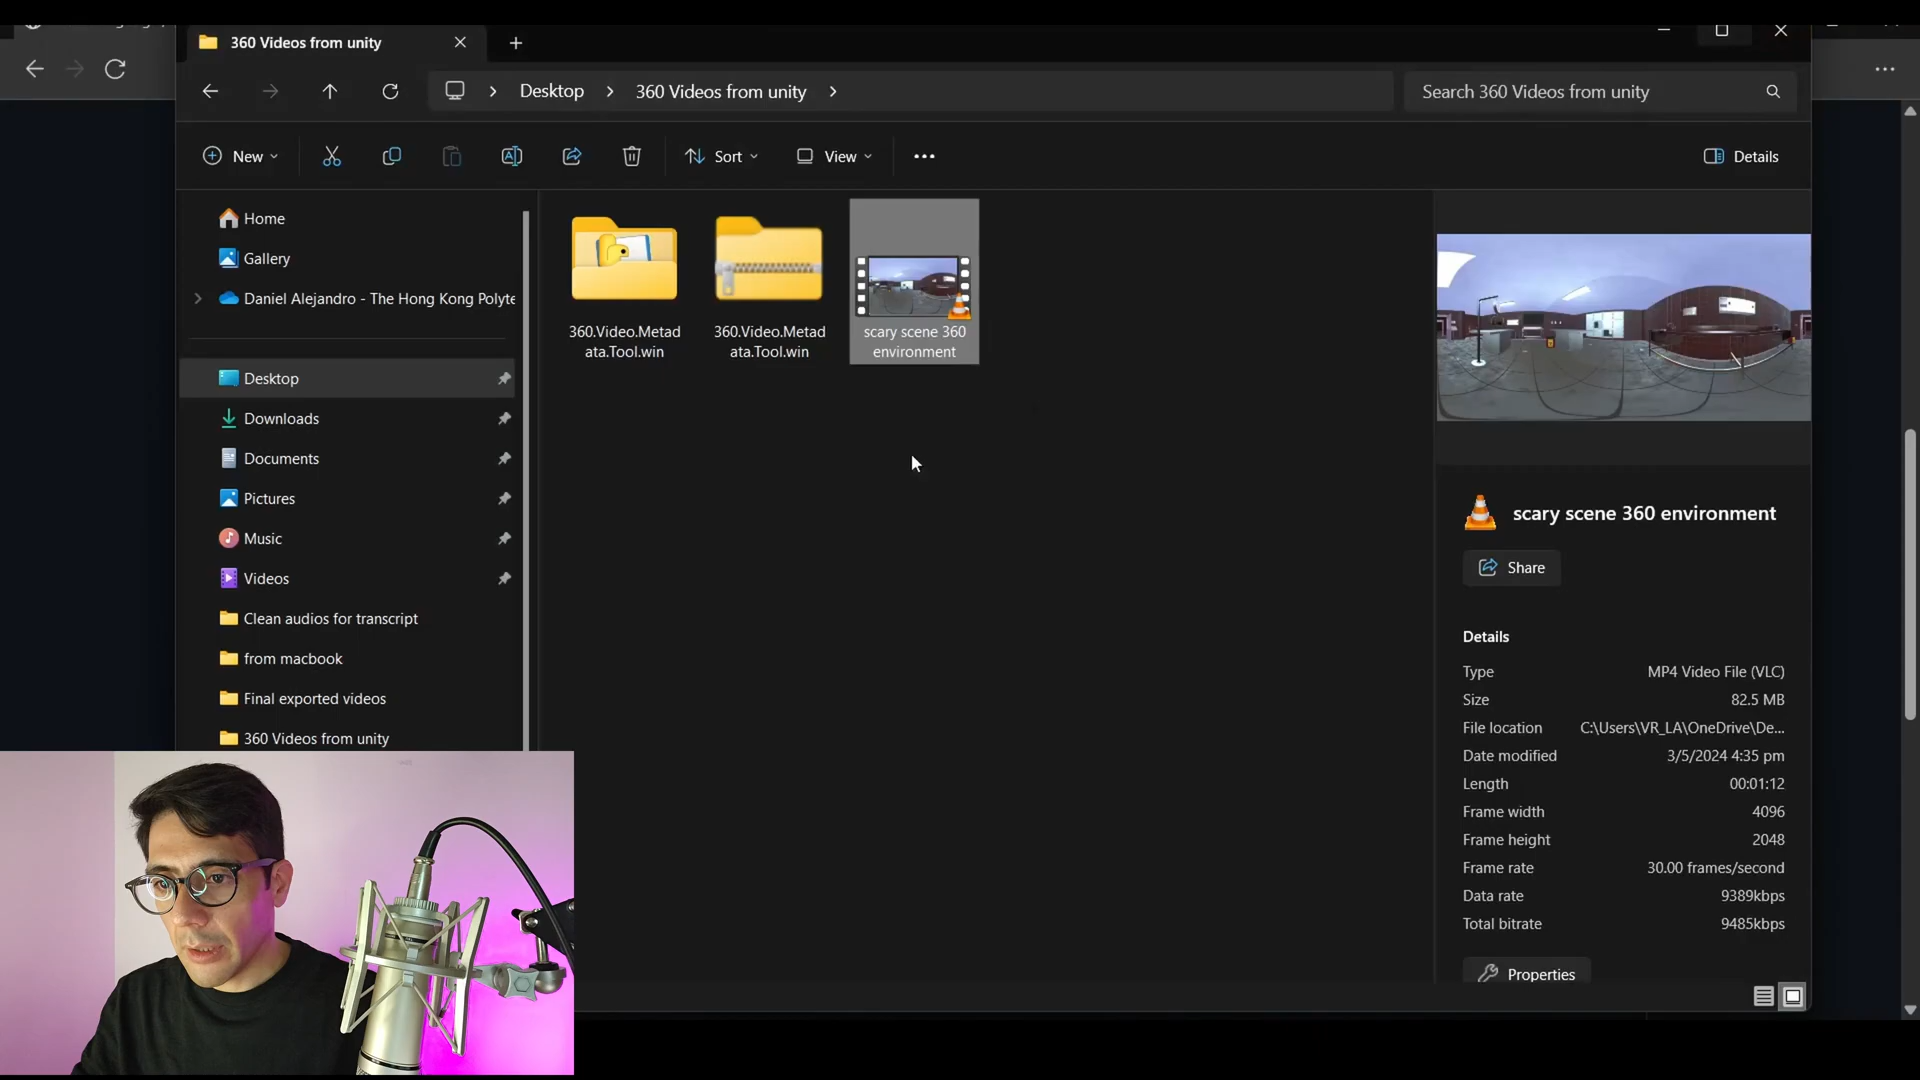 360 Videos from unity
Desktop
360 Videos from unity
Search 360 Videos from unity
New
Sort
View
Details
Home
Gallery
Daniel Alejandro - The Hong Kong Polyte
Desktop
Downloads
Documents
Pictures
Music
Videos
Clean audios for transcript
from macbook
Final exported videos
360 Videos from unity
360.Video.Metad
ata.Tool.win
360.Video.Metad
ata.Tool.win
scary scene 360
environment
scary scene 360 environment
Share
Details
Type MP4 Video File (VLC)
Size 82.5 MB
File location C:\Users\VR_LA\OneDrive\De...
Date modified 3/5/2024 4:35 pm
Length 00:01:12
Frame width 4096
Frame height 2048
Frame rate 30.00 frames/second
Data rate 9389kbps
Total bitrate 9485kbps
Properties